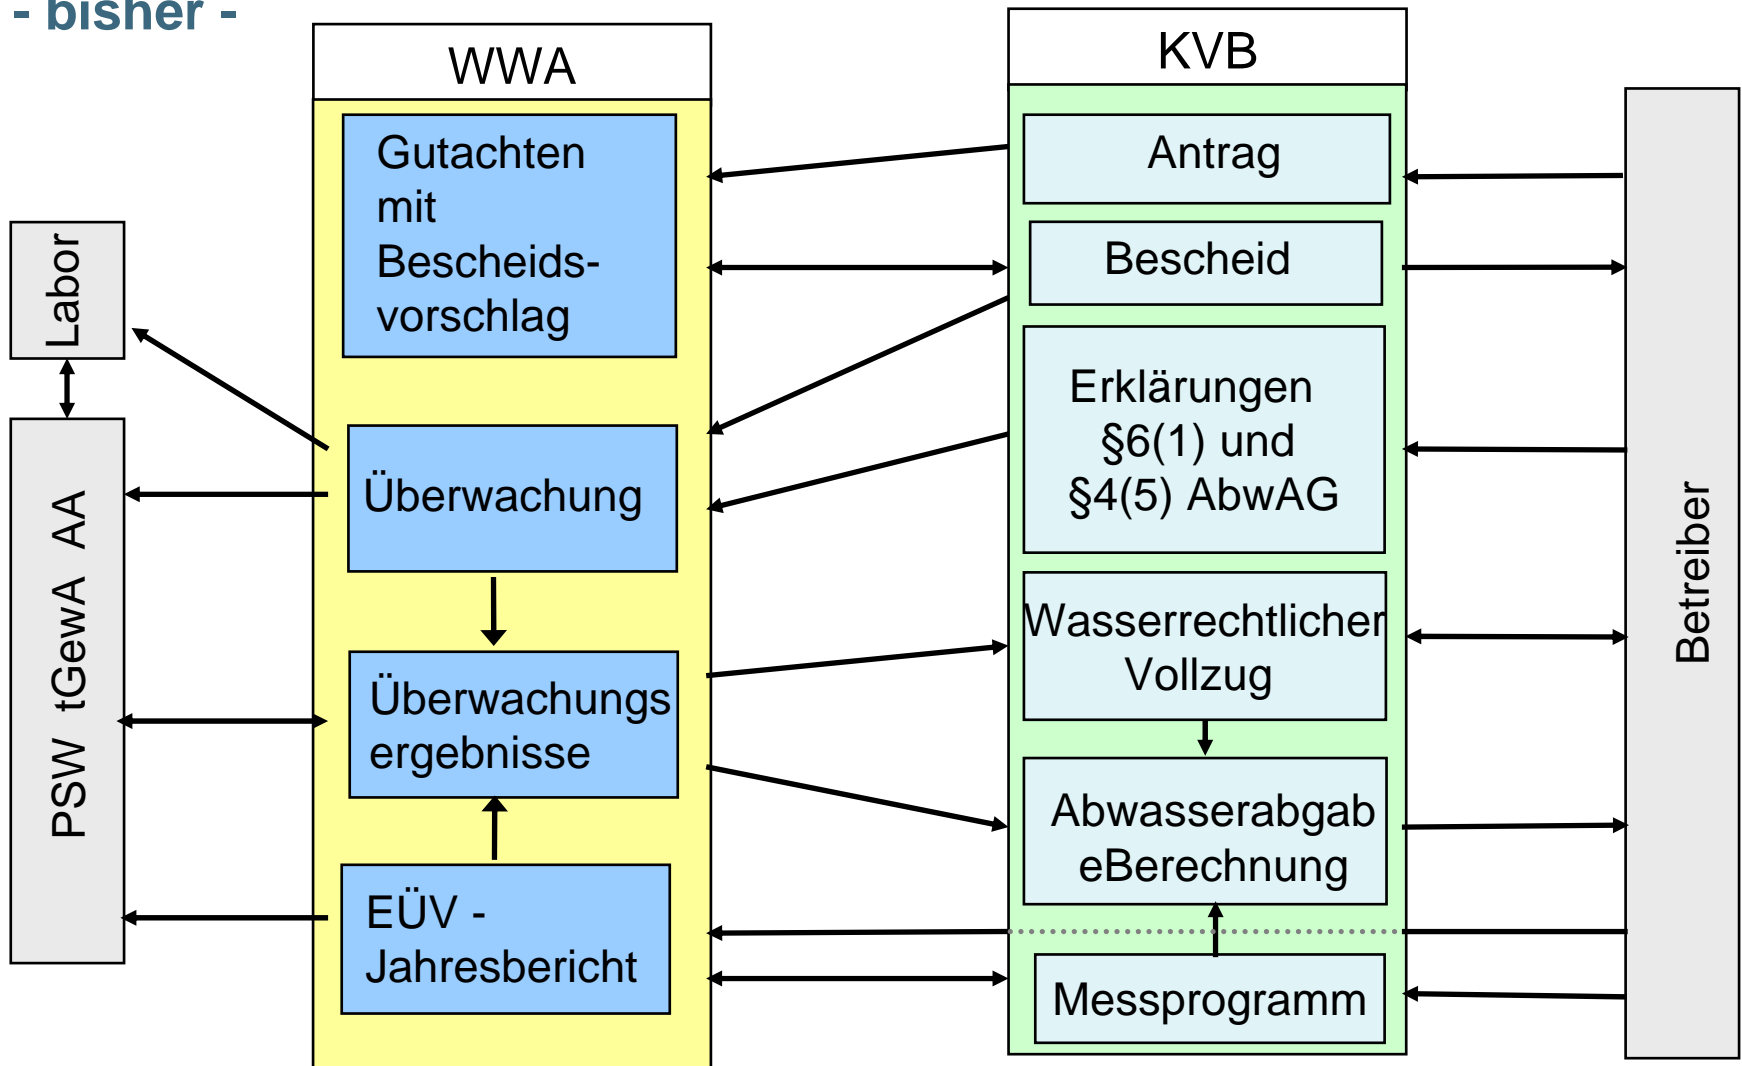 - bisher -
WWA
Gutachten
mit
Bescheids-
vorschlag
Überwachung
Überwachungs
ergebnisse
EÜV -
Jahresbericht
KVB
Antrag
Bescheid
Erklärungen
§6(1) und
§4(5) AbwAG
Wasserrechtlicher
Vollzug
Abwasserabgab
eBerechnung
Messprogramm
Labor
PSW tGewA AA
Betreiber